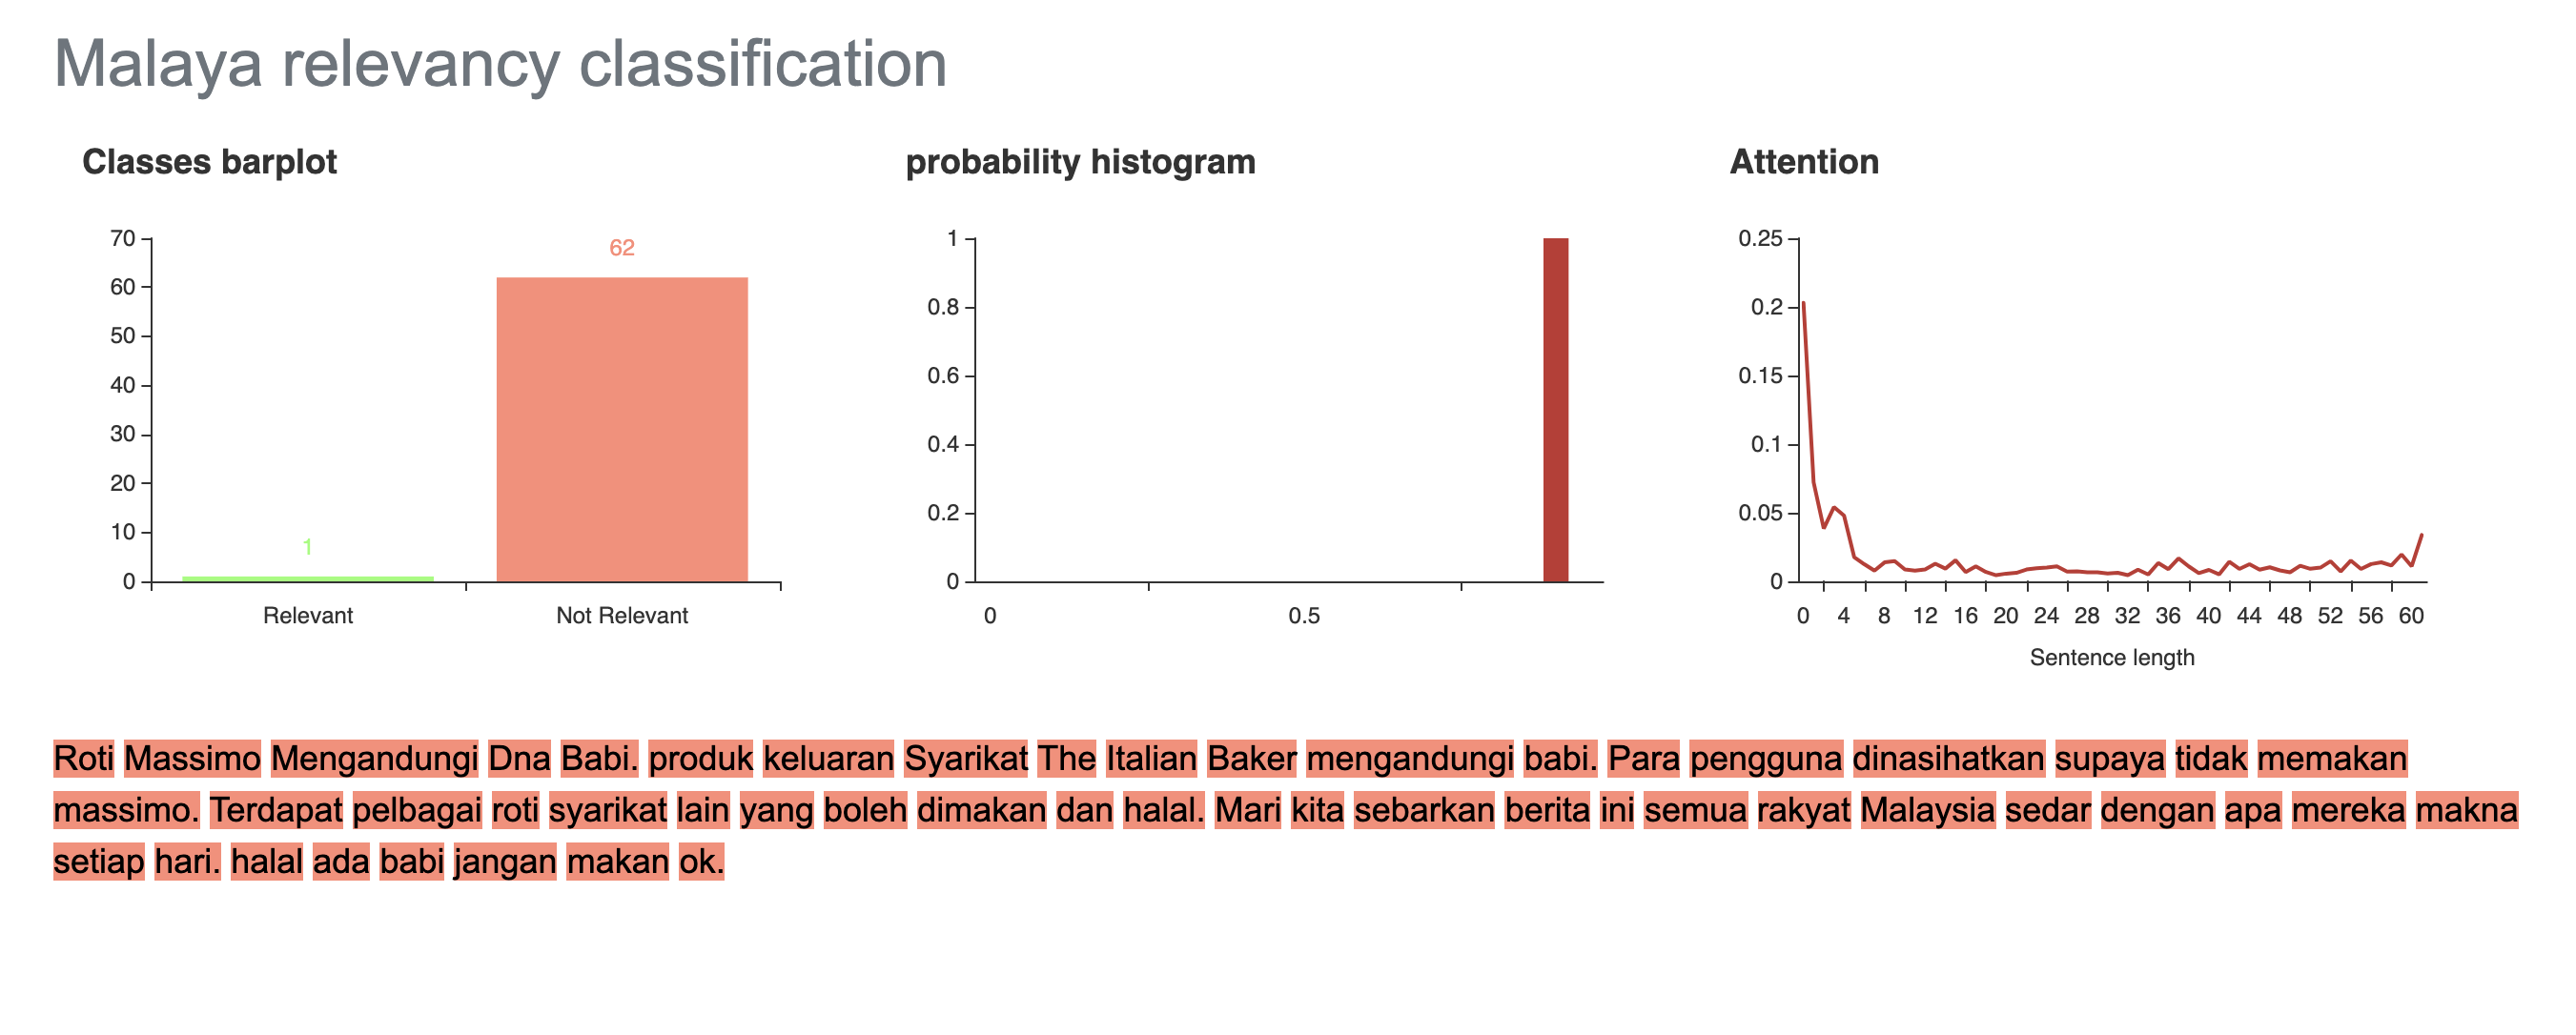 Malaya relevancy classification
Classes barplot
70
60
50
40
30
20
10
0
62
1
Relevant
Not Relevant
probability histogram
1
0.8
0.6
0.4
0.2
0
0
0.5
Attention
0.25
0.2
0.15
0.1
0.05
0
0 4 8 12 16 20 24 28 32 36 40 44 48 52 56 60
Sentence length
Roti Massimo Mengandungi Dna Babi. produk keluaran Syarikat The Italian Baker mengandungi babi. Para pengguna dinasihatkan supaya tidak memakan
massimo. Terdapat pelbagai roti syarikat lain yang boleh dimakan dan halal. Mari kita sebarkan berita ini semua rakyat Malaysia sedar dengan apa mereka makna
setiap hari. halal ada babi jangan makan ok.